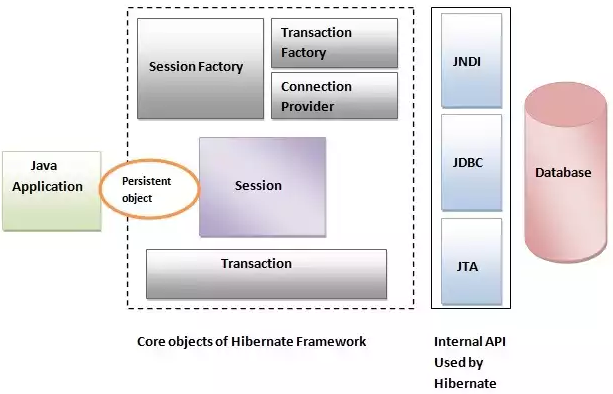 Session Factory
Transaction
Factory
Connection
Provider
JNDI
Java
Application
Persistent
object
Session
JDBC
Database
Transaction
JTA
Core objects of Hibernate Framework
Internal API
Used by
Hibernate